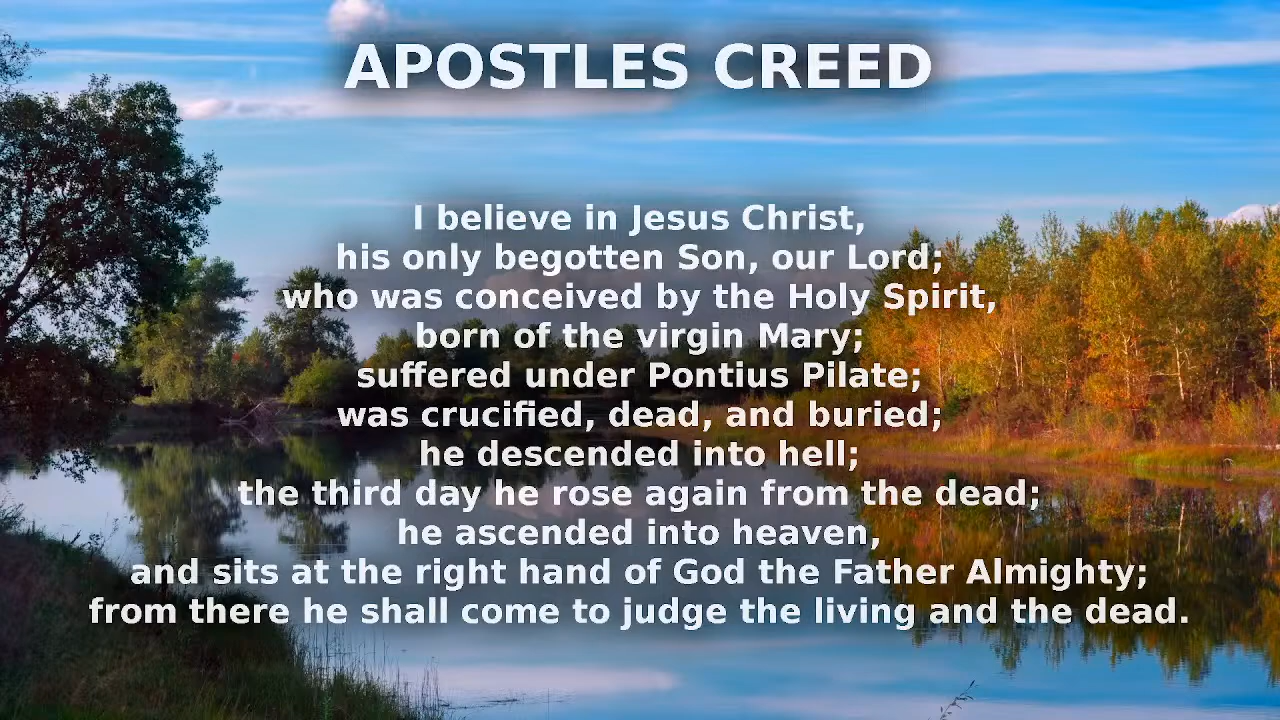 APOSTLES CREED
I believe in Jesus Christ,
his only begotten Son, our Lord;
who was conceived by the Holy Spirit,
born of the virgin Mary;
suffered under Pontius Pilate;
was crucified, dead, and buried;
he descended into hell;
the third day he rose again from the dead;
he ascended into heaven,
and sits at the right hand of God the Father Almighty;
from there he shall come to judge the living and the dead.